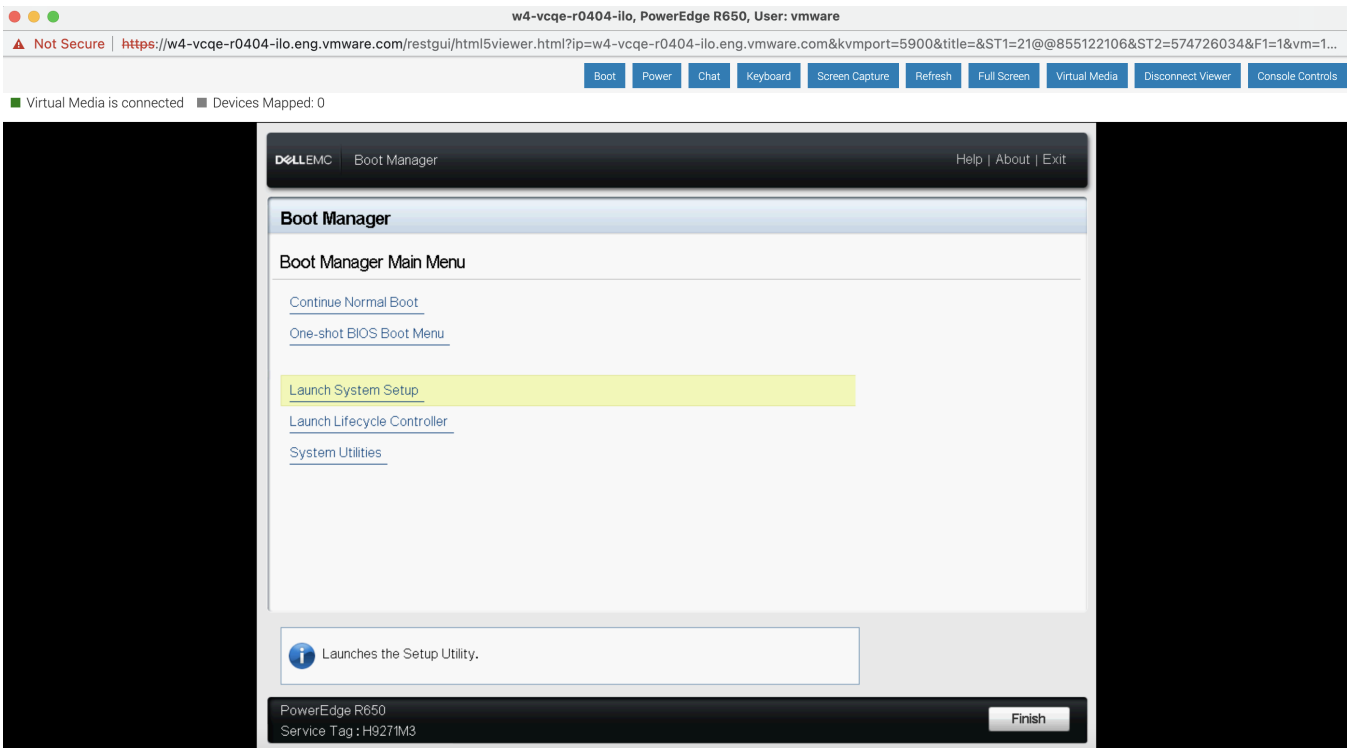 w4-vcqe-r0404-ilo, PowerEdge R650, User: vmware
Not Secure | https://w4-vcqe-r0404-ilo.eng.vmware.com/restgui/html5viewer.html?ip=w4-vcqe-r0404-ilo.eng.vmware.com&kvmport=5900&title=&ST1=21@@855122106&ST2=574726034&F1=1&vm=1...
Boot Power Chat Keyboard Screen Capture Refresh Full Screen Virtual Media Disconnect Viewer Console Controls
Virtual Media is connected Devices Mapped: 0
DELLEMC Boot Manager Help | About | Exit
Boot Manager
Boot Manager Main Menu
Continue Normal Boot
One-shot BIOS Boot Menu
Launch System Setup
Launch Lifecycle Controller
System Utilities
i Launches the Setup Utility.
PowerEdge R650
Service Tag : H9271M3
Finish